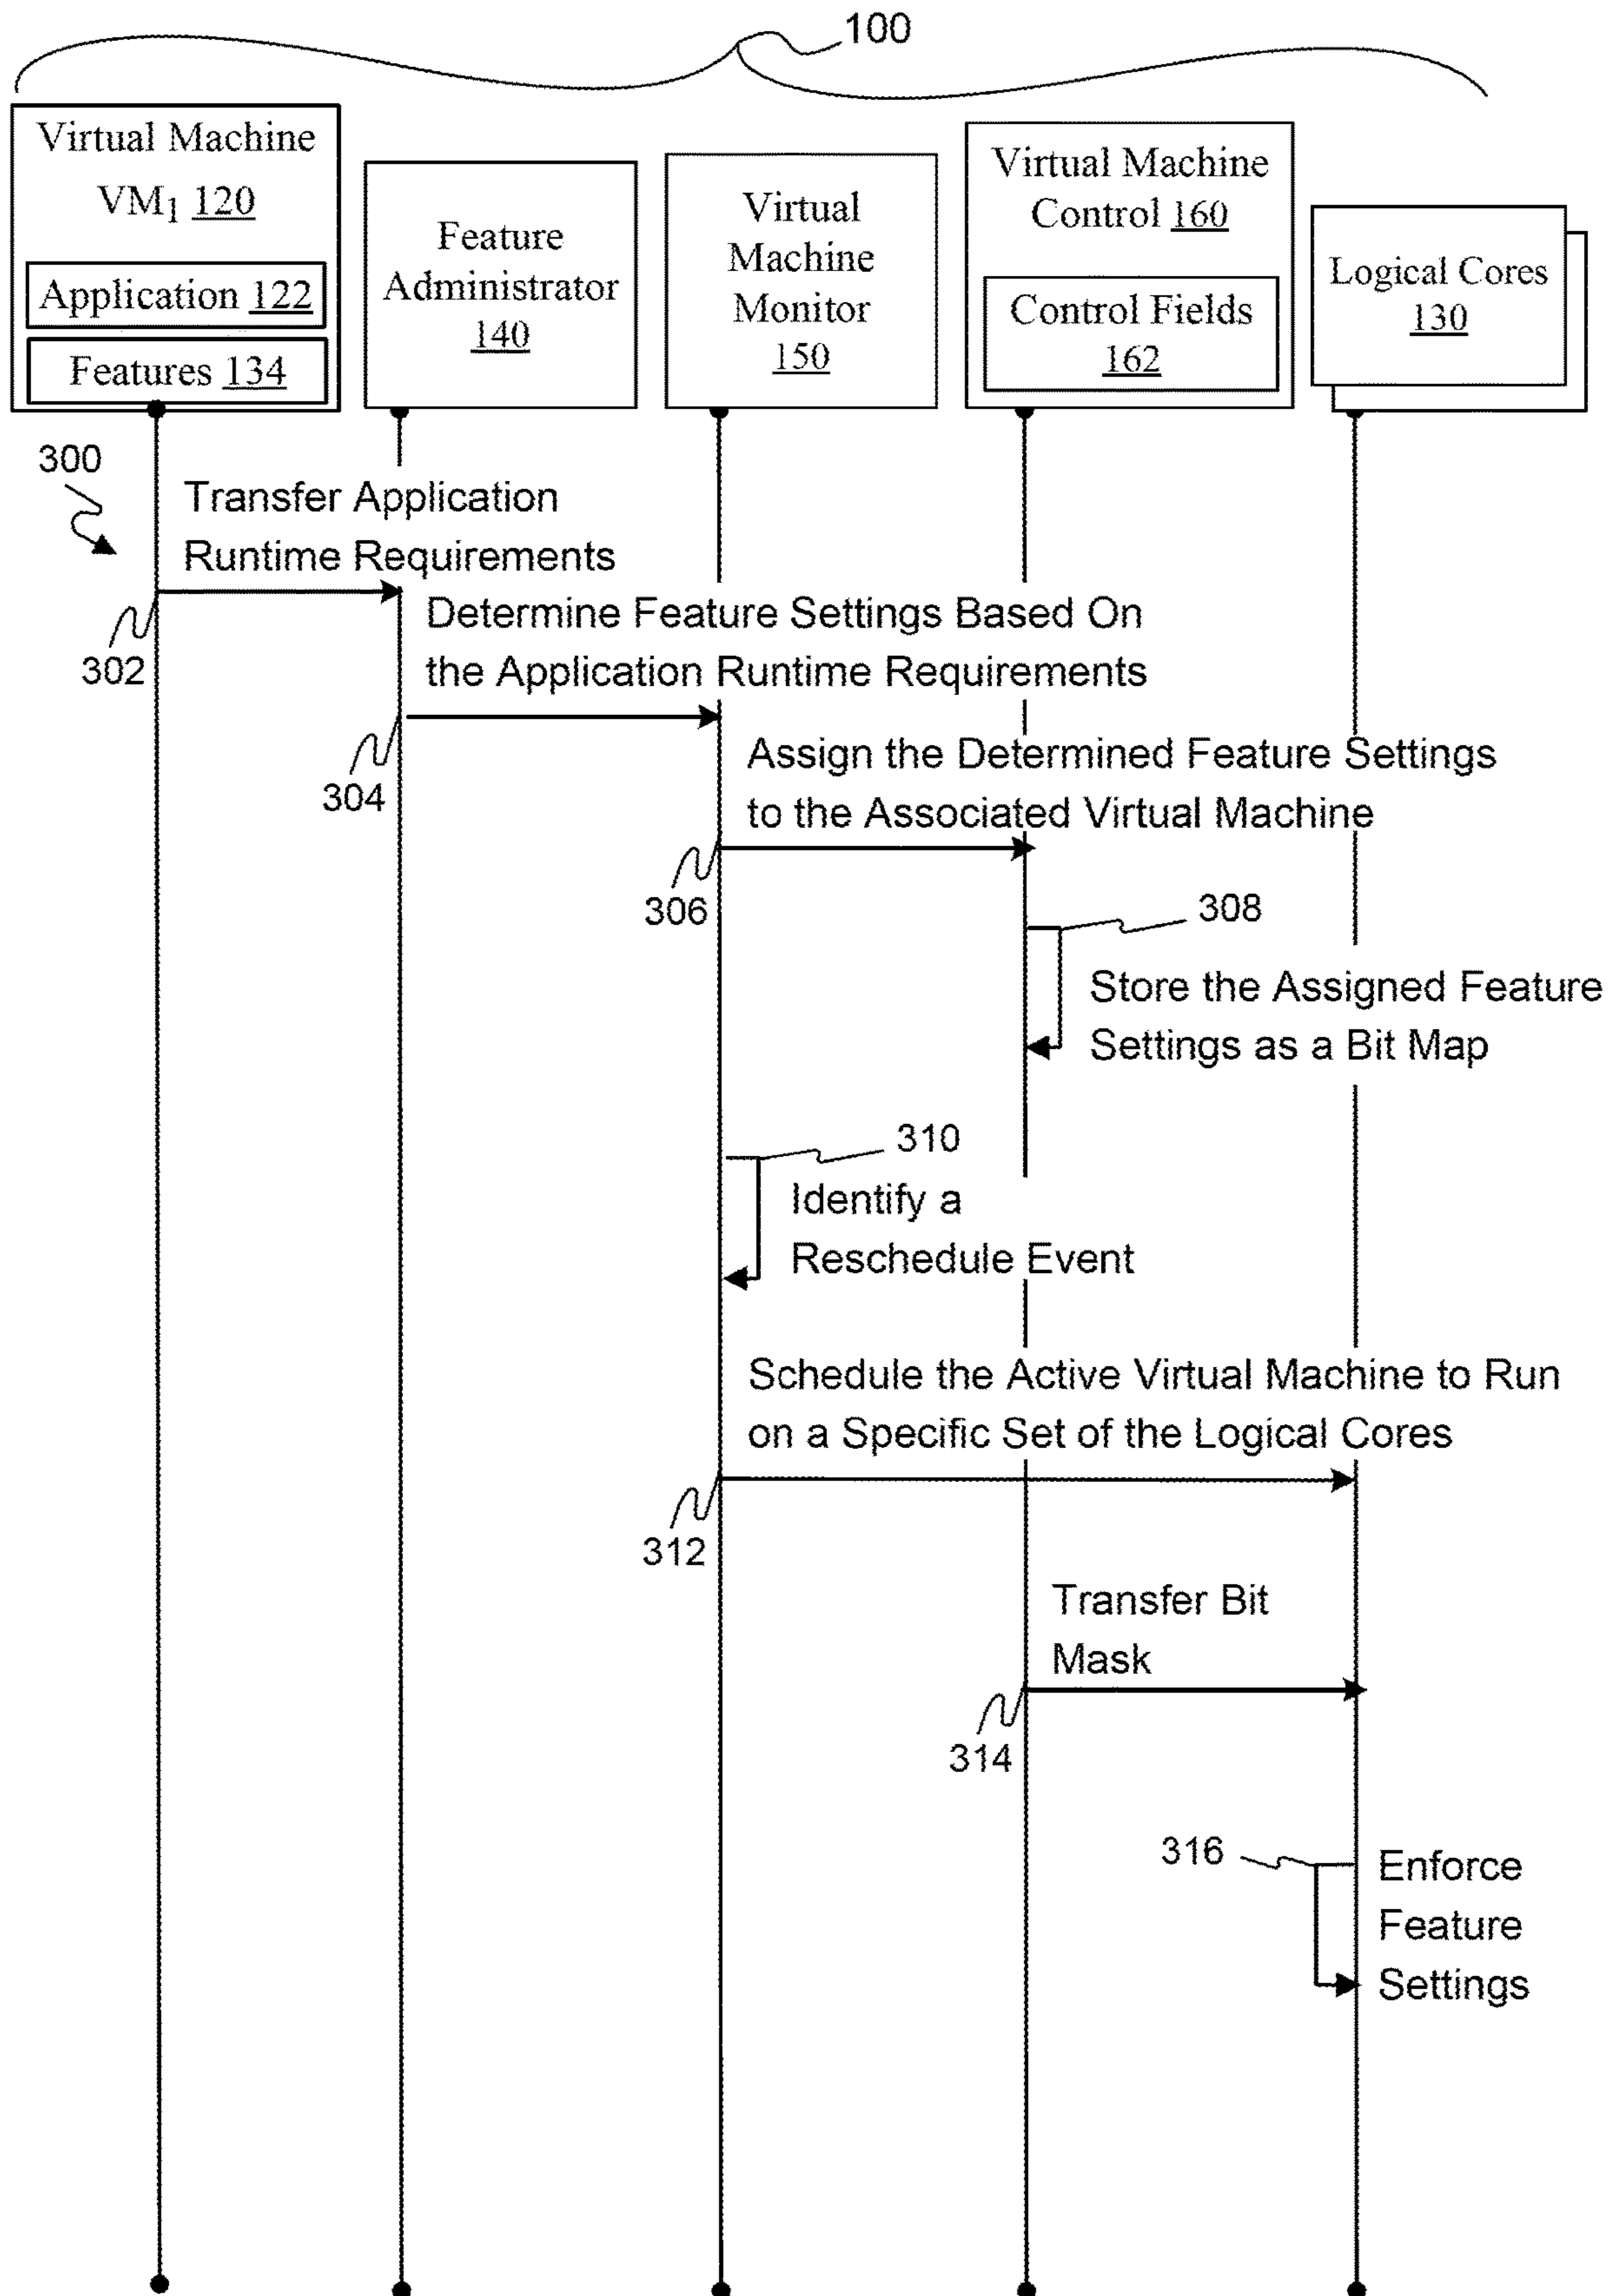 100
Virtual Machine
VM1 120
Application 122
Features 134
Feature
Administrator
140
Virtual
Machine
Monitor
150
Virtual Machine
Control 160
Control Fields
162
Logical Cores
130
300
Transfer Application
Runtime Requirements
302
Determine Feature Settings Based On
the Application Runtime Requirements
304
Assign the Determined Feature Settings
to the Associated Virtual Machine
306
308
Store the Assigned Feature
Settings as a Bit Map
310
Identify a
Reschedule Event
Schedule the Active Virtual Machine to Run
on a Specific Set of the Logical Cores
312
Transfer Bit
Mask
314
316
Enforce
Feature
Settings